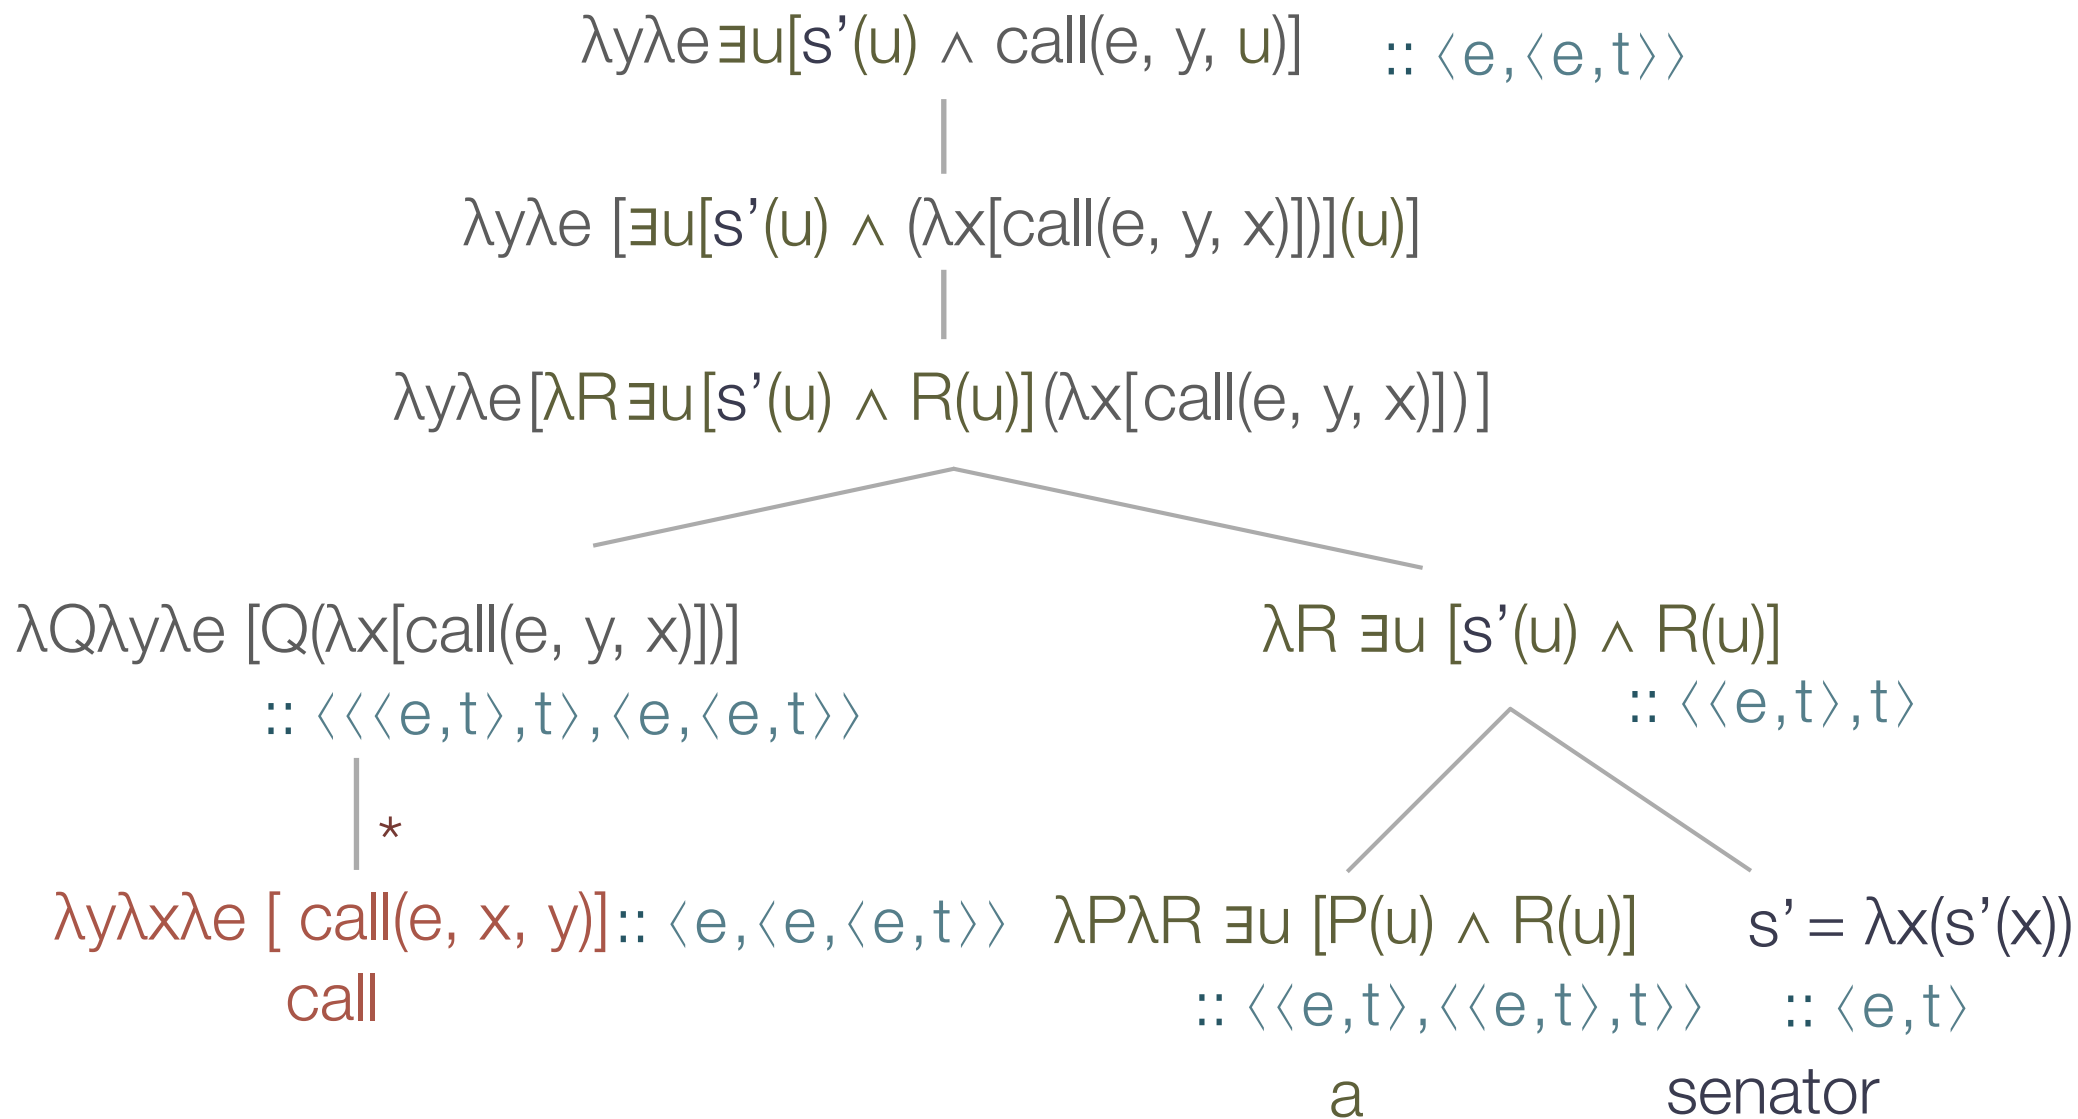 λyλe∃u[s’(u) ∧ call(e, y, u)] :: ⟨e,⟨e,t⟩⟩
λyλe [∃u[s’(u) ∧ (λx[call(e, y, x)])](u)]
λyλe[λR∃u[s’(u) ∧ R(u)](λx[call(e, y, x)])]
λQλyλe [Q(λx[call(e, y, x)])]
:: ⟨⟨⟨e,t⟩,t⟩,⟨e,⟨e,t⟩⟩
λR ∃u [s’(u) ∧ R(u)]
:: ⟨⟨e,t⟩,t⟩
*
λyλxλe [ call(e, x, y)]:: ⟨e,⟨e,⟨e,t⟩⟩
call
λPλR ∃u [P(u) ∧ R(u)]
:: ⟨⟨e,t⟩,⟨⟨e,t⟩,t⟩⟩
a
s’ = λx(s’(x))
:: ⟨e,t⟩
senator